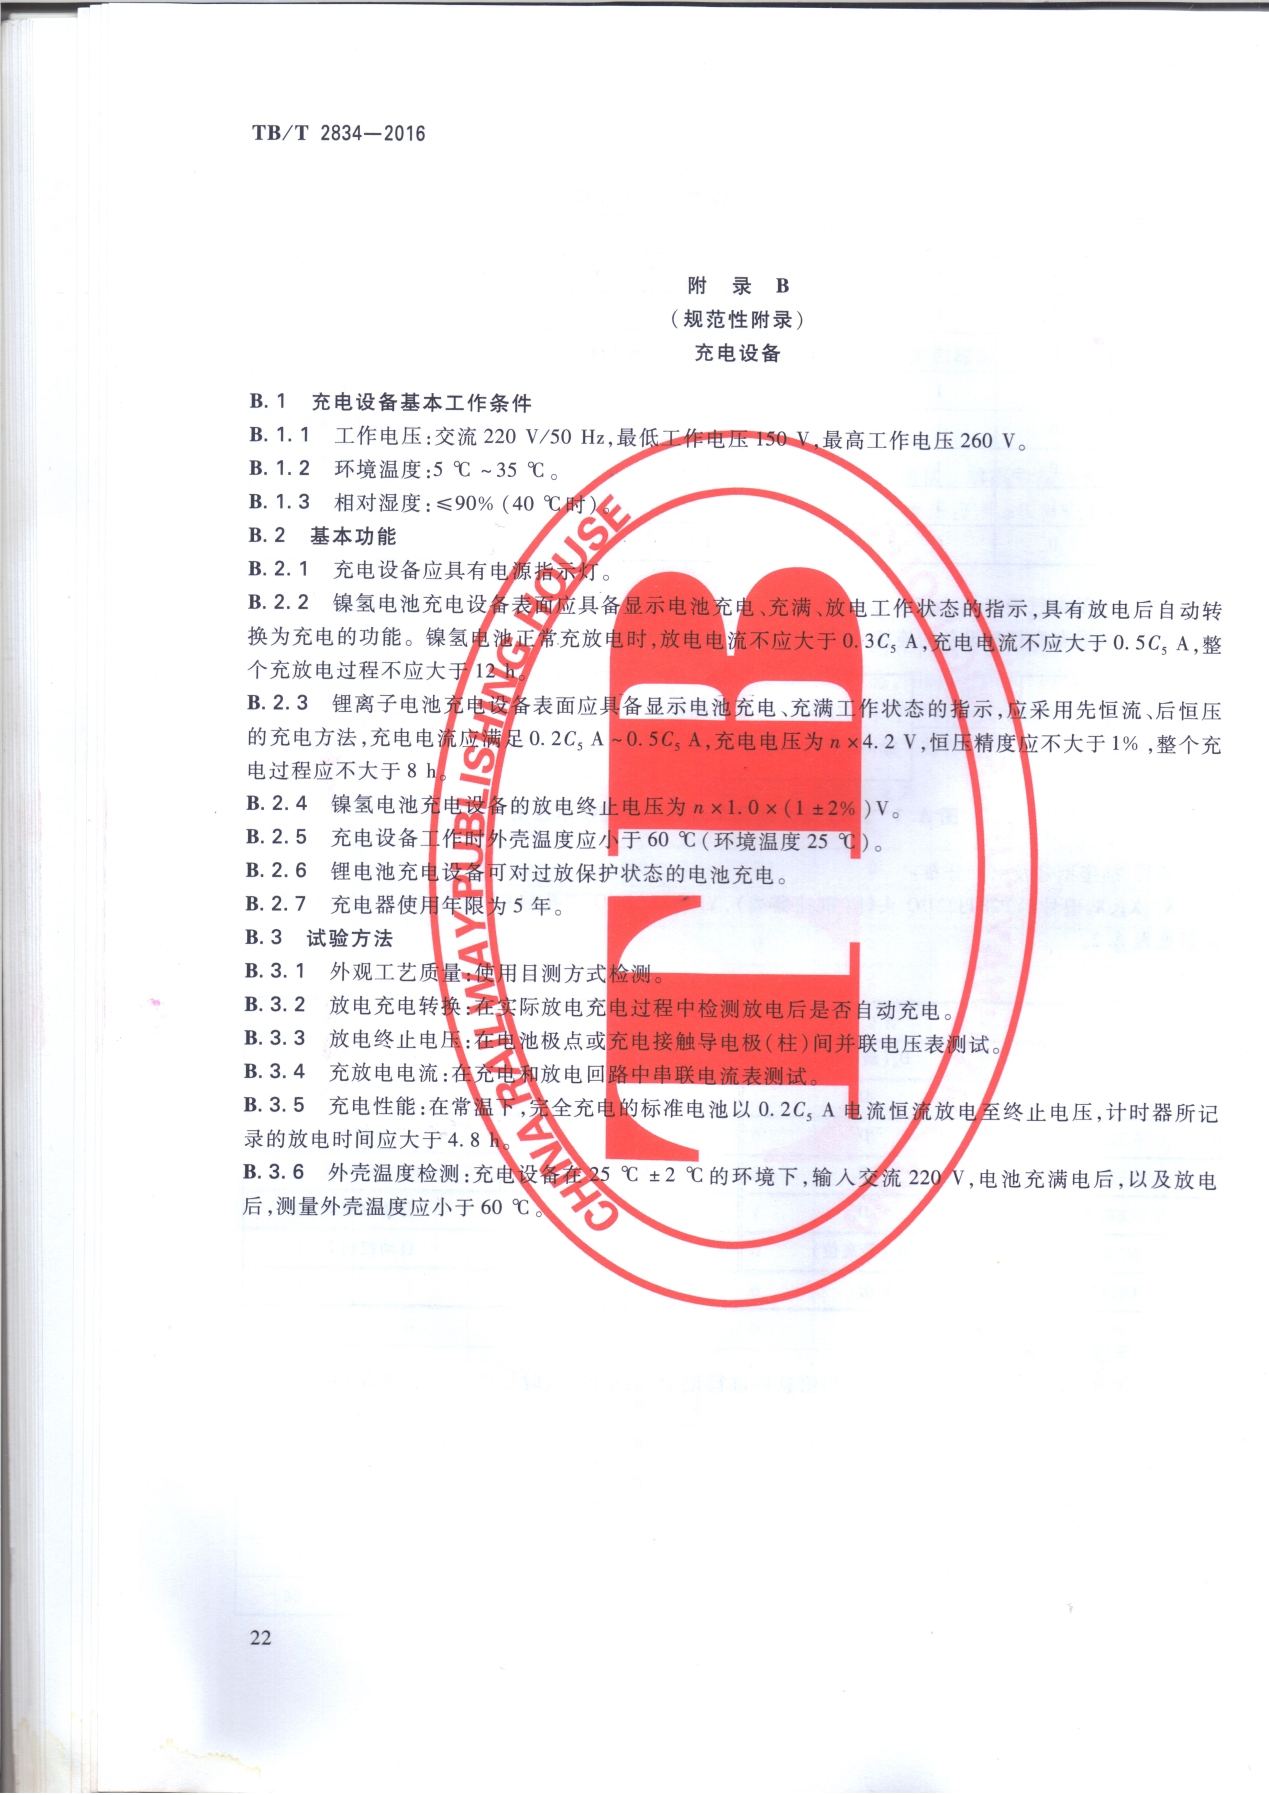 TB/T 2834—2016
附 录 B
(规范性附录)
充电设备
B.1 充电设备基本工作条件
B.1.1 工作电压:交流 220 V/50 Hz,最低工作电压 150 V,最高工作电压 260 V。
B.1.2 环境温度:5 ℃ ~35 ℃。
B.1.3 相对湿度:≤90% (40 ℃时)。
B.2 基本功能
B.2.1 充电设备应具有电源指示灯。
B.2.2 镍氢电池充电设备表面应具备显示电池充电、充满、放电工作状态的指示,具有放电后自动转
换为充电的功能。镍氢电池正常充放电时,放电电流不应大于 0.3C₅ A,充电电流不应大于 0.5C₅ A,整
个充放电过程不应大于 12 h。
B.2.3 锂离子电池充电设备表面应具备显示电池充电、充满工作状态的指示,应采用先恒流、后恒压
的充电方法,充电电流应满足 0.2C₅ A ~0.5C₅ A,充电电压为 n ×4.2 V,恒压精度应不大于 1% ,整个充
电过程应不大于 8 h。
B.2.4 镍氢电池充电设备的放电终止电压为 n ×1.0 × (1 ±2% )V。
B.2.5 充电设备工作时外壳温度应小于 60 ℃(环境温度 25 ℃)。
B.2.6 锂电池充电设备可对过放保护状态的电池充电。
B.2.7 充电器使用年限为 5 年。
B.3 试验方法
B.3.1 外观工艺质量:使用目测方式检测。
B.3.2 放电充电转换:在实际放电充电过程中检测放电后是否自动充电。
B.3.3 放电终止电压:在电池极点或充电接触导电极(柱)间并联电压表测试。
B.3.4 充放电电流:在充电和放电回路中串联电流表测试。
B.3.5 充电性能:在常温下,完全充电的标准电池以 0.2C₅ A 电流恒流放电至终止电压,计时器所记
录的放电时间应大于 4.8 h。
B.3.6 外壳温度检测:充电设备在 25 ℃ ±2 ℃的环境下,输入交流 220 V,电池充满电后,以及放电
后,测量外壳温度应小于 60 ℃。
CHINA RAILWAY PUBLISHING HOUSE
TB
22